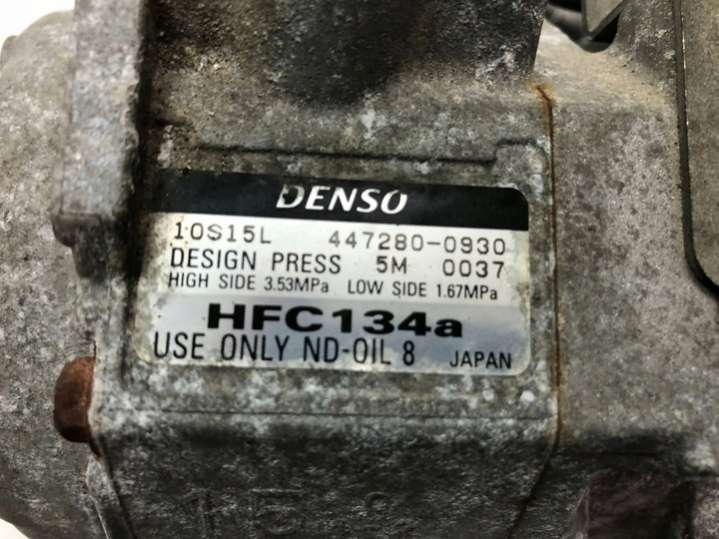 DENSO
10S15L 447280-0930
DESIGN PRESS 5M 0037
HIGH SIDE 3.53MPa LOW SIDE 1.67MPa
HFC134a
USE ONLY ND-OIL 8 JAPAN